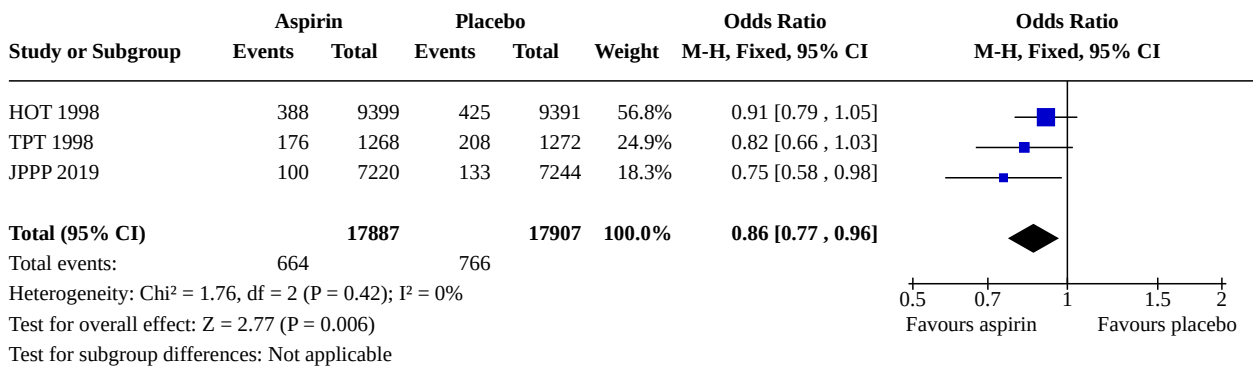 Aspirin Placebo Odds Ratio Odds Ratio
Study or Subgroup Events Total Events Total Weight M-H, Fixed, 95% CI M-H, Fixed, 95% CI
HOT 1998 388 9399 425 9391 56.8% 0.91 [0.79 , 1.05]
TPT 1998 176 1268 208 1272 24.9% 0.82 [0.66 , 1.03]
JPPP 2019 100 7220 133 7244 18.3% 0.75 [0.58 , 0.98]
Total (95% CI) 17887 17907 100.0% 0.86 [0.77 , 0.96]
Total events: 664 766
Heterogeneity: Chi² = 1.76, df = 2 (P = 0.42); I² = 0%
0.5 0.7 1 1.5 2
Test for overall effect: Z = 2.77 (P = 0.006) Favours aspirin Favours placebo
Test for subgroup differences: Not applicable